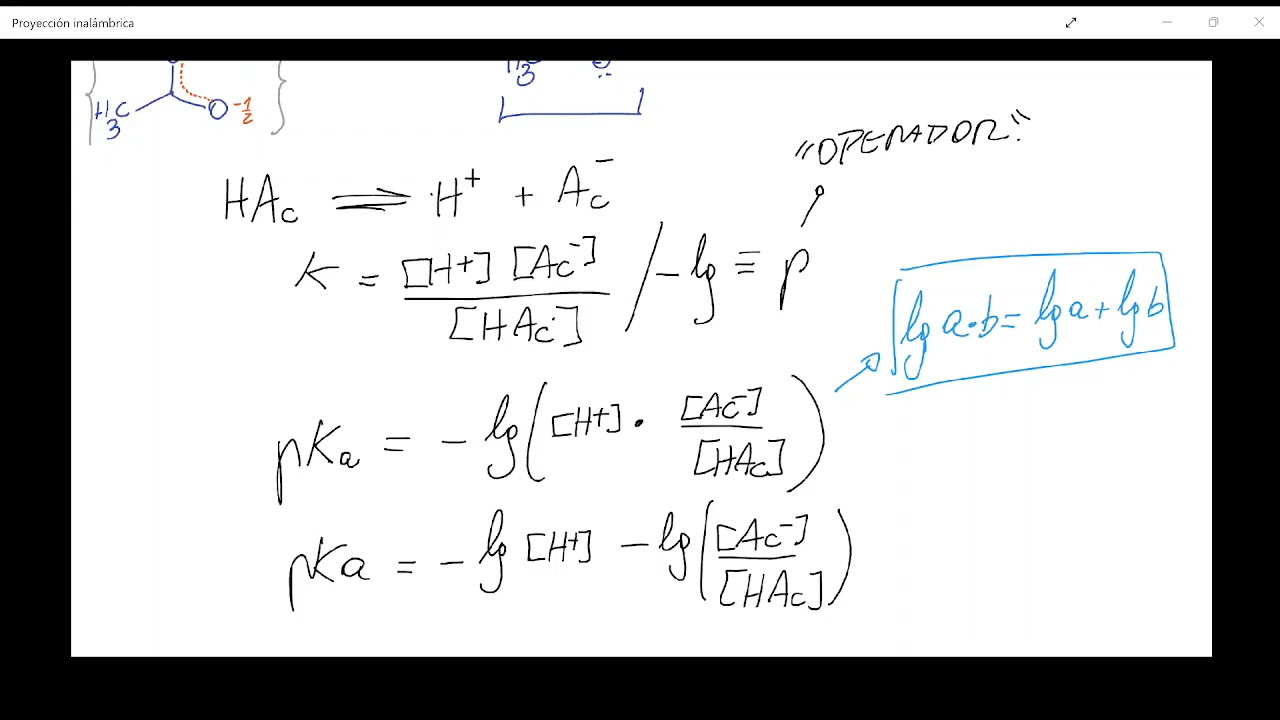 Proyección inalámbrica
H3C O -1/2
H3
"OPERADOR".
HAc ⇌ H+ + Ac-
K = [H+] [Ac-] / [HAc] / -lg ≡ p
lg a·b = lg a + lg b
pKa = - lg ([H+] · [Ac-] / [HAc])
pKa = - lg [H+] - lg ([Ac-] / [HAc])